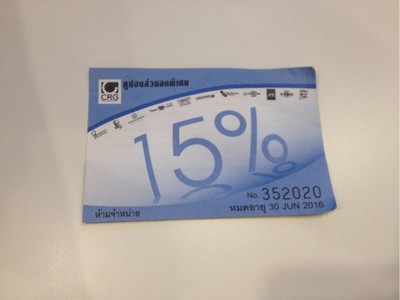 CRG
คูปองส่วนลดพิเศษ
15%
No. 352020
ห้ามจำหน่าย
หมดอายุ 30 JUN 2016